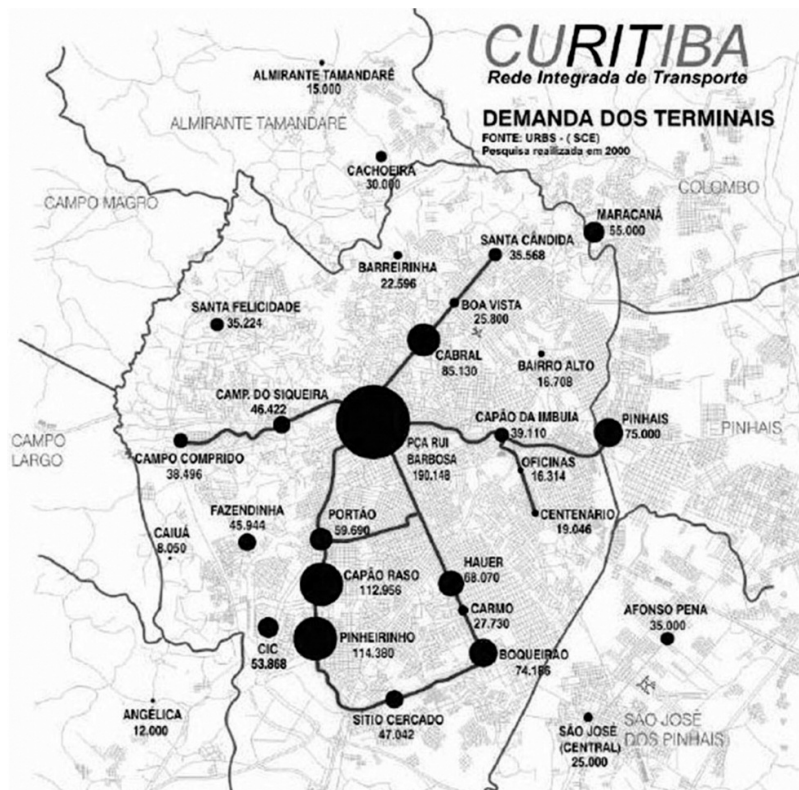 CURITIBA
Rede Integrada de Transporte
DEMANDA DOS TERMINAIS
FONTE: URBS - ( SCE)
Pesquisa realizada em 2000
ALMIRANTE TAMANDARÉ
15.000
ALMIRANTE TAMANDARÉ
CACHOEIRA
30.000
COLOMBO
CAMPO MAGRO
MARACANÁ
55.000
SANTA CÂNDIDA
35.568
BARREIRINHA
22.596
SANTA FELICIDADE
35.224
BOA VISTA
25.800
CABRAL
85.130
BAIRRO ALTO
16.708
CAMP. DO SIQUEIRA
46.422
CAPÃO DA IMBUIA
39.110
PINHAIS
75.000
PINHAIS
CAMPO
LARGO
CAMPO COMPRIDO
38.496
PÇA RUI
BARBOSA
190.148
OFICINAS
16.314
FAZENDINHA
45.944
PORTÃO
59.690
CENTENÁRIO
19.046
CAIUÁ
8.050
CAPÃO RASO
112.956
HAUER
68.070
CARMO
27.730
AFONSO PENA
35.000
CIC
53.868
PINHEIRINHO
114.380
BOQUEIRÃO
74.186
ANGÉLICA
12.000
SÍTIO CERCADO
47.042
SÃO JOSÉ
(CENTRAL)
25.000
SÃO JOSÉ
DOS PINHAIS